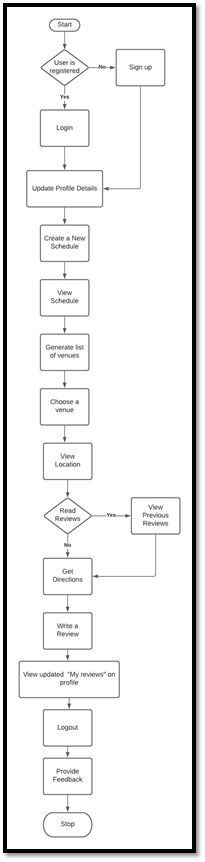 Start
User is
registered
No
Sign up
Yes
Login
Update Profile Details
Create a New
Schedule
View
Schedule
Generate list
of venues
Choose a
venue
View
Location
Read
Reviews
Yes
View
Previous
Reviews
No
Get
Directions
Write a
Review
View updated "My reviews" on
profile
Logout
Provide
Feedback
Stop